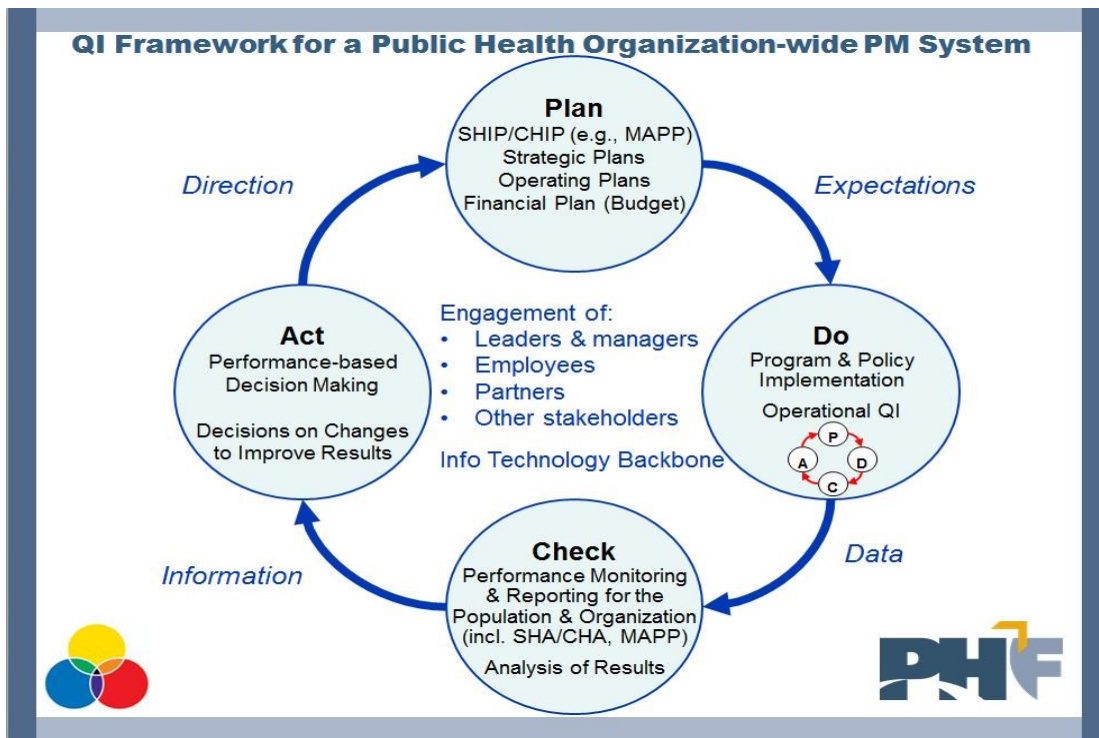 QI Framework for a Public Health Organization-wide PM System
Plan
SHIP/CHIP (e.g., MAPP)
Strategic Plans
Operating Plans
Financial Plan (Budget)
Direction
Expectations
Act
Performance-based
Decision Making
Decisions on Changes
to Improve Results
Engagement of:
• Leaders & managers
• Employees
• Partners
• Other stakeholders
Info Technology Backbone
Do
Program & Policy
Implementation
Operational QI
P
A
D
C
Information
Data
Check
Performance Monitoring
& Reporting for the
Population & Organization
(incl. SHA/CHA, MAPP)
Analysis of Results
PHF